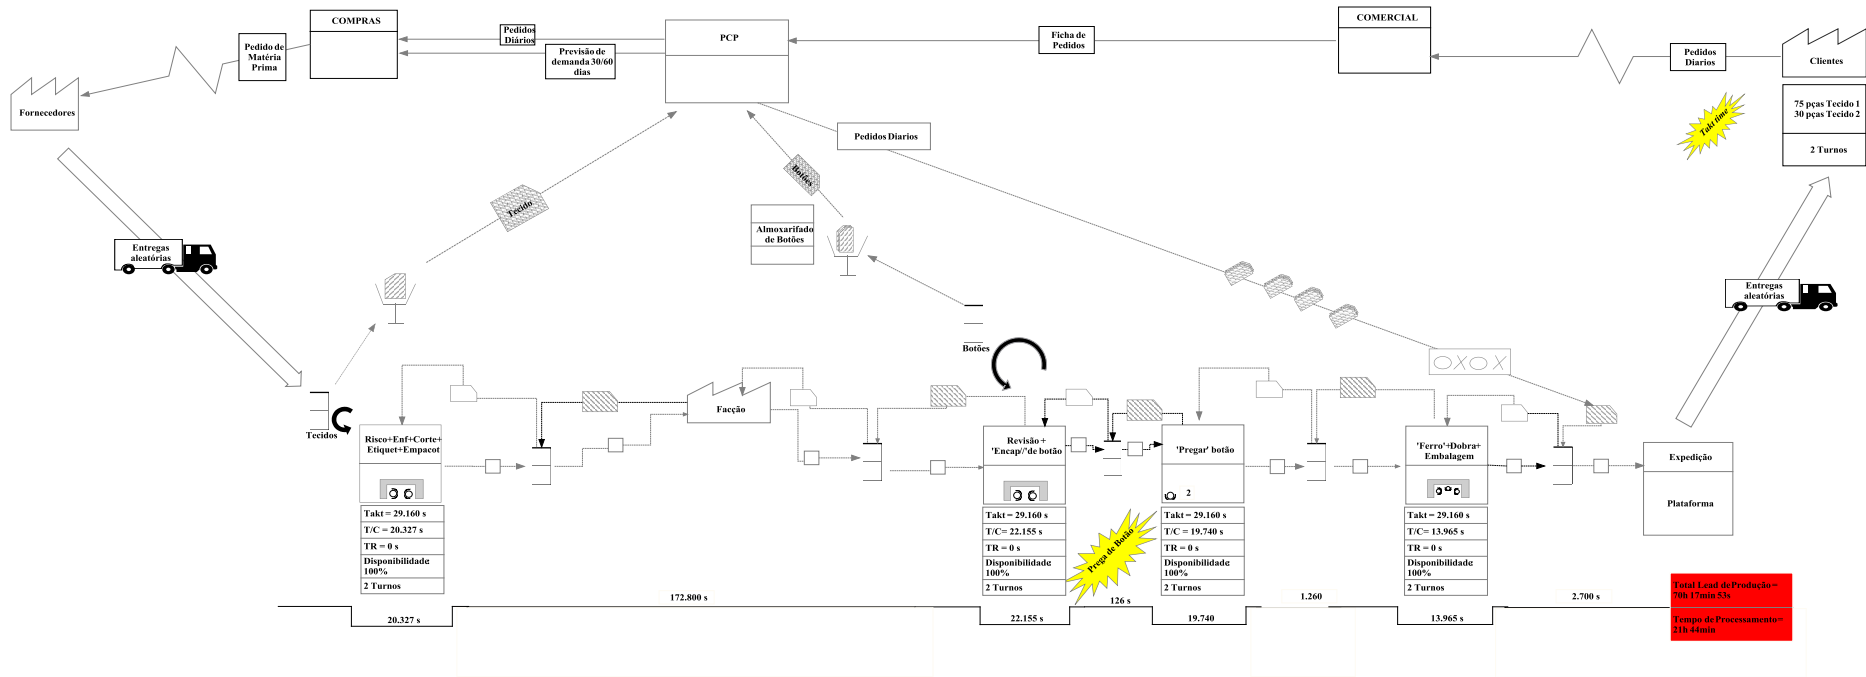 COMPRAS
PCP
COMERCIAL
Pedidos
Diários
Previsão de
demanda 30/60
dias
Pedido de
Matéria
Prima
Ficha de
Pedidos
Pedidos
Diarios
Clientes
Fornecedores
75 pças Tecido 1
30 pças Tecido 2
2 Turnos
Takt time
Pedidos Diarios
Botões
Tecido
Almoxarifado
de Botões
Entregas
aleatórias
Entregas
aleatórias
Botões
OXOX
Tecidos
Facção
Risco+Enf+Corte+
Etiquet+Empacot
Revisão +
'Encap//'de botão
'Pregar' botão
2
'Ferro'+Dobra+
Embalagem
Expedição
Plataforma
Takt = 29.160 s
T/C = 20.327 s
TR = 0 s
Disponibilidade:
100%
2 Turnos
Takt = 29.160 s
T/C= 22.155 s
TR = 0 s
Disponibilidade:
100%
2 Turnos
Prega de Botão
Takt = 29.160 s
T/C = 19.740 s
TR = 0 s
Disponibilidade:
100%
2 Turnos
Takt = 29.160 s
T/C= 13.965 s
TR = 0 s
Disponibilidade:
100%
2 Turnos
172.800 s
126 s
1.260
2.700 s
20.327 s
22.155 s
19.740
13.965 s
Total Lead de Produção =
70h 17min 53s
Tempo de Processamento=
21h 44min